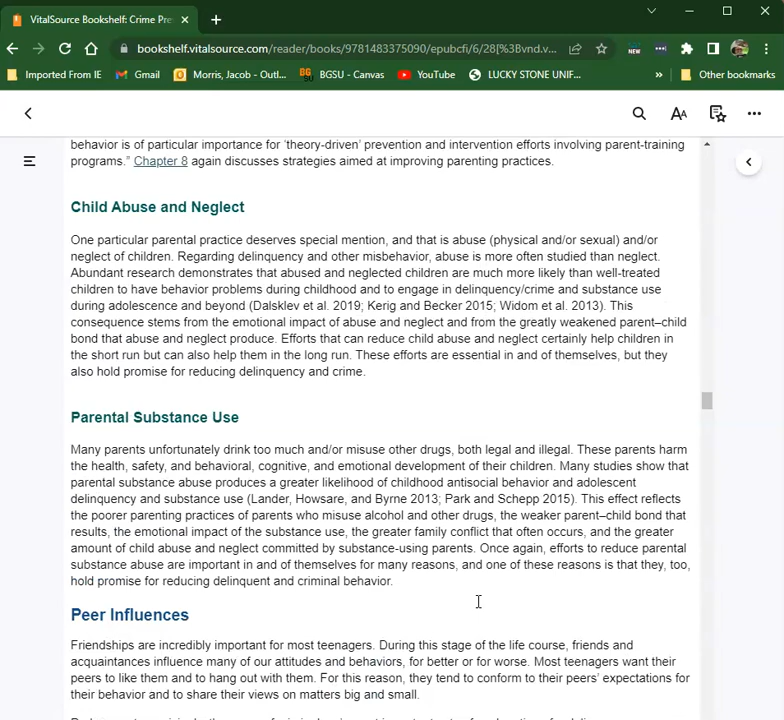 VitalSource Bookshelf: Crime Pre
bookshelf.vitalsource.com/reader/books/9781483375090/epubcfi/6/28[%3Bvnd.v...
NEW
Imported From IE
Gmail
Morris, Jacob - Outl...
BGSU - Canvas
YouTube
LUCKY STONE UNIF...
»
Other bookmarks
AA
behavior is of particular importance for 'theory-driven' prevention and intervention efforts involving parent-training
programs.” Chapter 8 again discusses strategies aimed at improving parenting practices.
Child Abuse and Neglect
One particular parental practice deserves special mention, and that is abuse (physical and/or sexual) and/or
neglect of children. Regarding delinquency and other misbehavior, abuse is more often studied than neglect.
Abundant research demonstrates that abused and neglected children are much more likely than well-treated
children to have behavior problems during childhood and to engage in delinquency/crime and substance use
during adolescence and beyond (Dalsklev et al. 2019; Kerig and Becker 2015; Widom et al. 2013). This
consequence stems from the emotional impact of abuse and neglect and from the greatly weakened parent–child
bond that abuse and neglect produce. Efforts that can reduce child abuse and neglect certainly help children in
the short run but can also help them in the long run. These efforts are essential in and of themselves, but they
also hold promise for reducing delinquency and crime.
Parental Substance Use
Many parents unfortunately drink too much and/or misuse other drugs, both legal and illegal. These parents harm
the health, safety, and behavioral, cognitive, and emotional development of their children. Many studies show that
parental substance abuse produces a greater likelihood of childhood antisocial behavior and adolescent
delinquency and substance use (Lander, Howsare, and Byrne 2013; Park and Schepp 2015). This effect reflects
the poorer parenting practices of parents who misuse alcohol and other drugs, the weaker parent–child bond that
results, the emotional impact of the substance use, the greater family conflict that often occurs, and the greater
amount of child abuse and neglect committed by substance-using parents. Once again, efforts to reduce parental
substance abuse are important in and of themselves for many reasons, and one of these reasons is that they, too,
hold promise for reducing delinquent and criminal behavior.
Peer Influences
Friendships are incredibly important for most teenagers. During this stage of the life course, friends and
acquaintances influence many of our attitudes and behaviors, for better or for worse. Most teenagers want their
peers to like them and to hang out with them. For this reason, they tend to conform to their peers' expectations for
their behavior and to share their views on matters big and small.